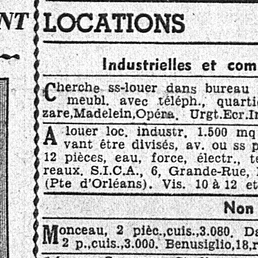 NT LOCATIONS
Industrielles et com
Cherche ss-louer dans bureau
meubl. avec téléph., quarti
zare,Madelein,Opéra. Urgt.Ecr.In
A louer loc. industr. 1.500 mq
vant être divisés, av. ou ss p
12 pièces, eau, force, électr., te
reaux. S.I.C.A., 6, Grande-Rue,
(Pte d'Orléans). Vis. 10 à 12 et
Non
Monceau, 2 pièc.,cuis.,3.080. Da
2 p.,cuis.,3.000. Benusiglio,18,r